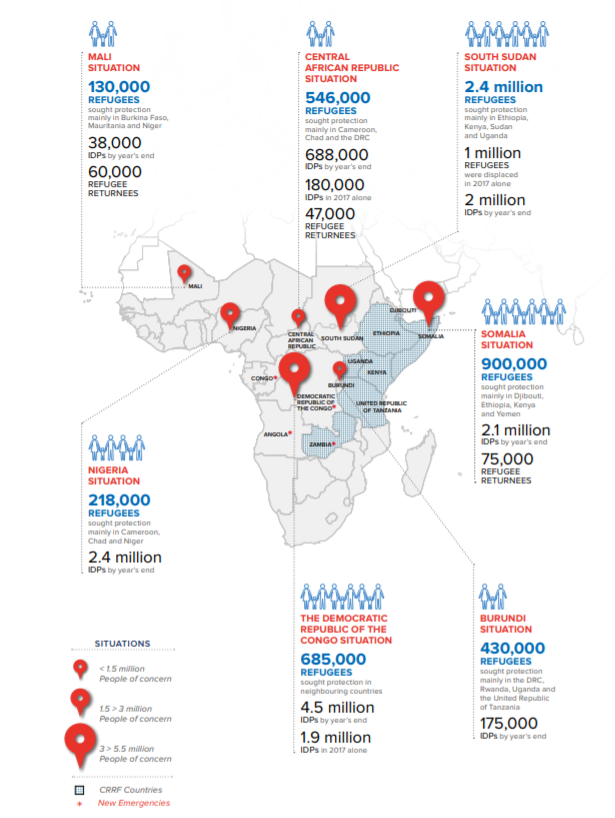 MALI
SITUATION
130,000
REFUGEES
sought protection
mainly in Burkina Faso,
Mauritania and Niger
38,000
IDPs by year's end
60,000
REFUGEE
RETURNEES
CENTRAL
AFRICAN REPUBLIC
SITUATION
546,000
REFUGEES
sought protection
mainly in Cameroon,
Chad and the DRC
688,000
IDPs by year's end
180,000
IDPs in 2017 alone
47,000
REFUGEE
RETURNEES
SOUTH SUDAN
SITUATION
2.4 million
REFUGEES
sought protection
mainly in Ethiopia,
Kenya, Sudan
and Uganda
1 million
REFUGEES
were displaced
in 2017 alone
2 million
IDPs by year's end
MALI
NIGERIA
CENTRAL
AFRICAN
REPUBLIC
SOUTH SUDAN
DJIBOUTI
ETHIOPIA
SOMALIA
UGANDA
KENYA
CONGO*
BURUNDI
DEMOCRATIC
REPUBLIC OF
THE CONGO*
UNITED REPUBLIC
OF TANZANIA
ANGOLA*
ZAMBIA*
SOMALIA
SITUATION
900,000
REFUGEES
sought protection
mainly in Djibouti,
Ethiopia, Kenya
and Yemen
2.1 million
IDPs by year's end
75,000
REFUGEE
RETURNEES
NIGERIA
SITUATION
218,000
REFUGEES
sought protection
mainly in Cameroon,
Chad and Niger
2.4 million
IDPs by year's end
THE DEMOCRATIC
REPUBLIC OF THE
CONGO SITUATION
685,000
REFUGEES
sought protection in
neighbouring countries
4.5 million
IDPs by year's end
1.9 million
IDPs in 2017 alone
BURUNDI
SITUATION
430,000
REFUGEES
sought protection
mainly in the DRC,
Rwanda, Uganda and
the United Republic
of Tanzania
175,000
IDPs by year's end
SITUATIONS
< 1.5 million
People of concern
1.5 > 3 million
People of concern
3 > 5.5 million
People of concern
CRRF Countries
* New Emergencies